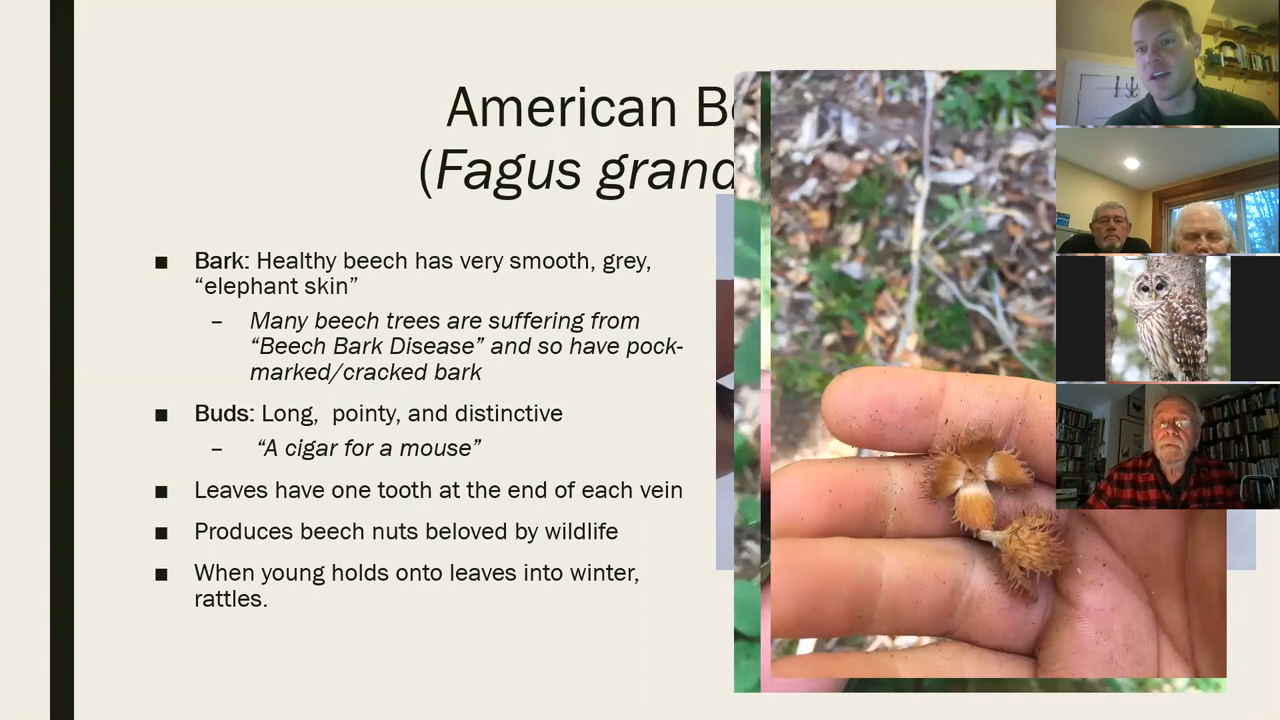 American B
(Fagus grand
■ Bark: Healthy beech has very smooth, grey,
“elephant skin”
– Many beech trees are suffering from
“Beech Bark Disease” and so have pock-
marked/cracked bark
■ Buds: Long,  pointy, and distinctive
– “A cigar for a mouse”
■ Leaves have one tooth at the end of each vein
■ Produces beech nuts beloved by wildlife
■ When young holds onto leaves into winter,
rattles.